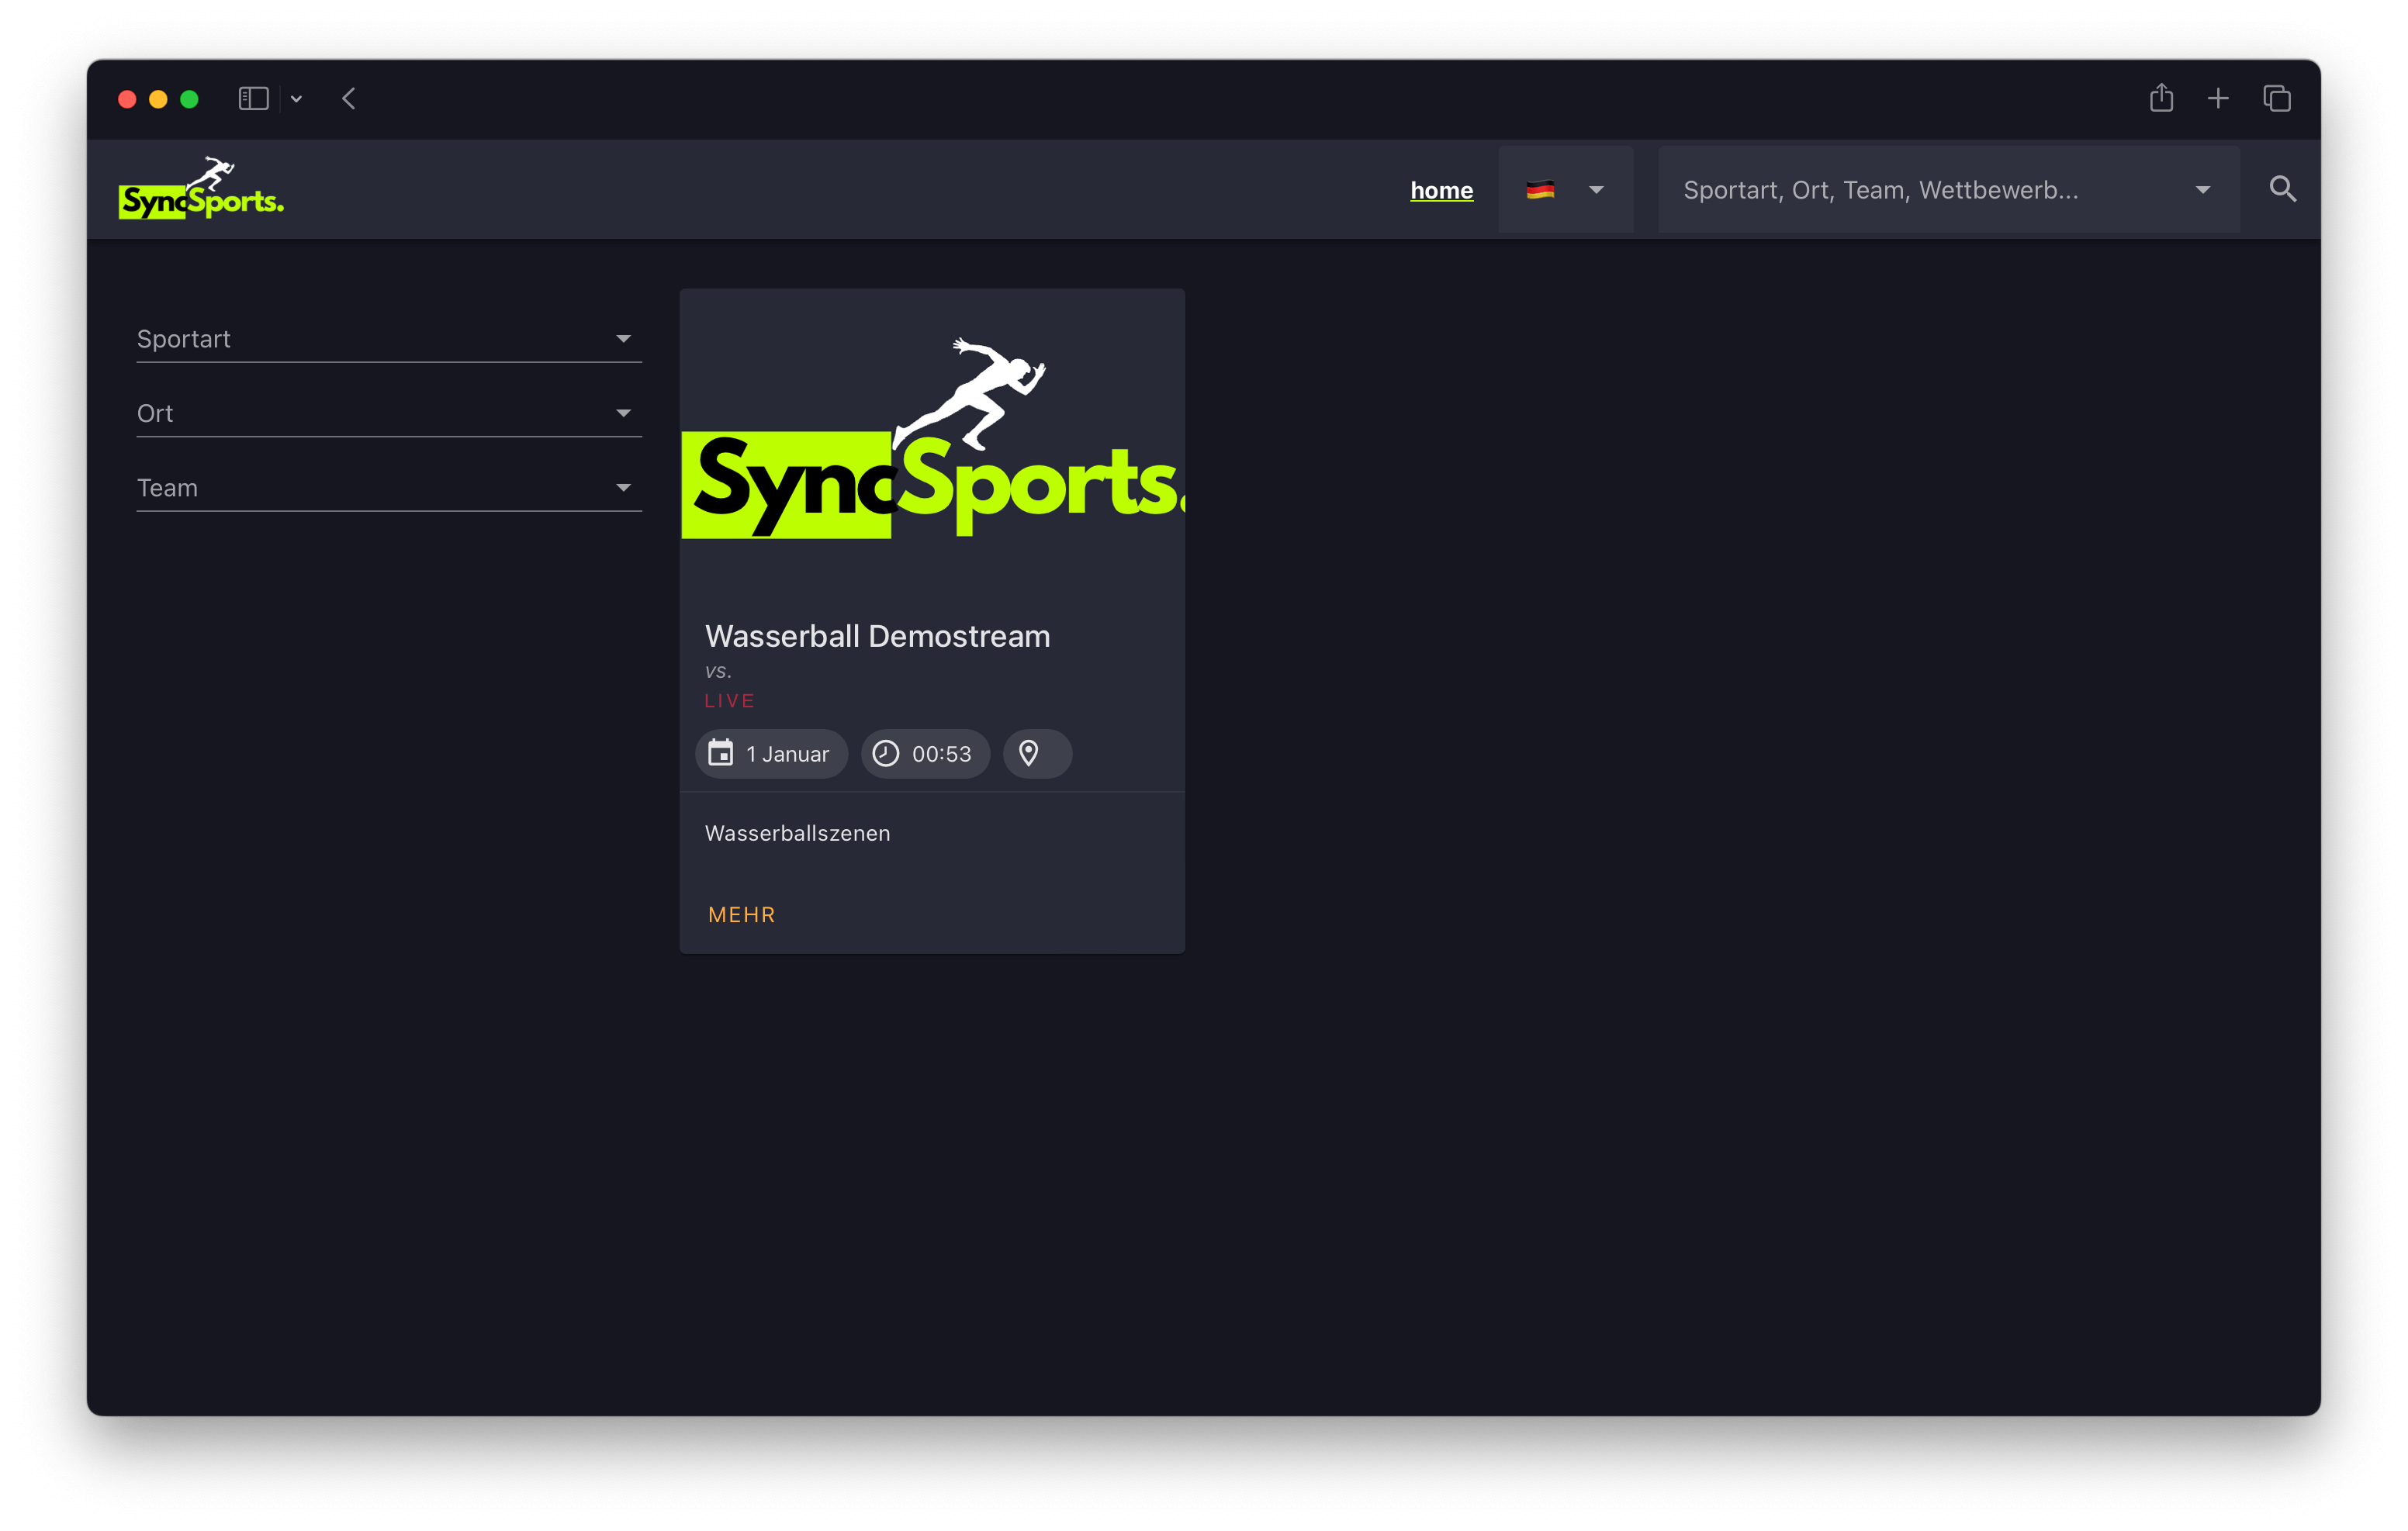 SyncSports.
home
Sportart, Ort, Team, Wettbewerb...
Sportart
Ort
Team
SyncSports.
Wasserball Demostream
vs.
LIVE
1 Januar 00:53
Wasserballszenen
MEHR